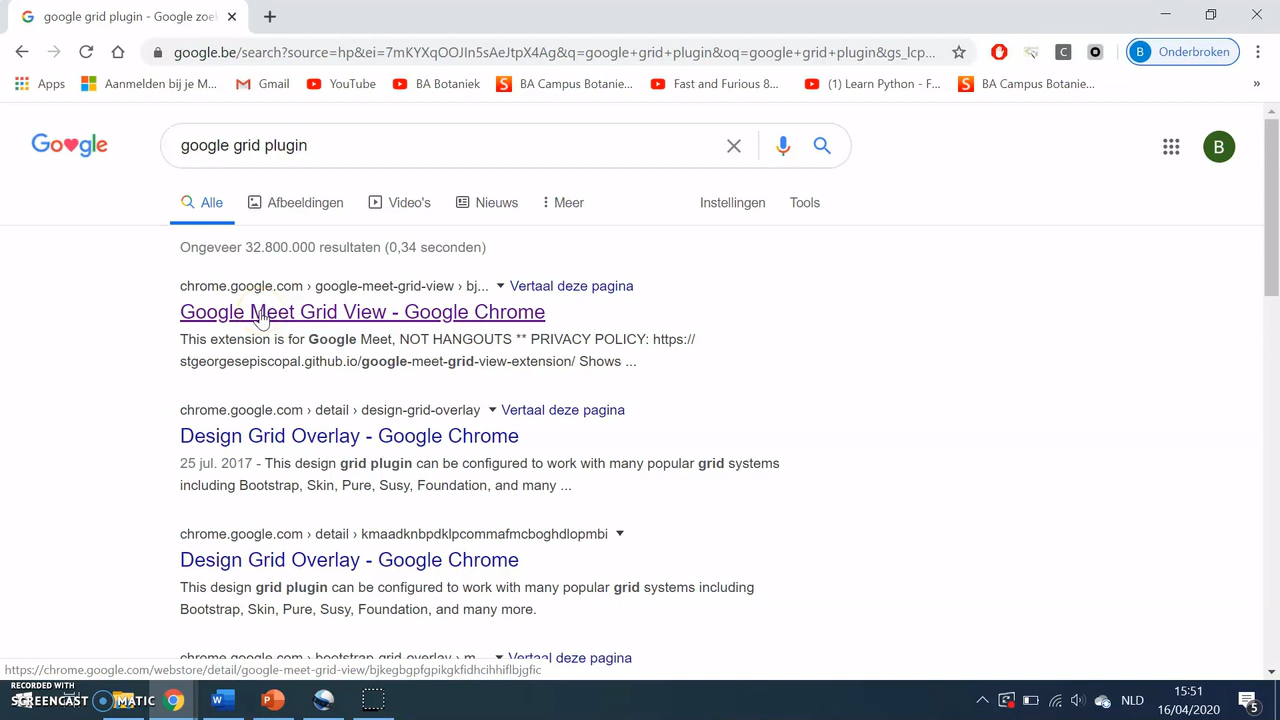 google grid plugin - Google zoe
google.be/search?source=hp&ei=7mKYXqOOJIn5sAeJtpX4Ag&q=google+grid+plugin&oq=google+grid+plugin&gs_lcp...
C
B Onderbroken
Apps
Aanmelden bij je M...
Gmail
YouTube
BA Botaniek
BA Campus Botanie...
Fast and Furious 8...
(1) Learn Python - F...
BA Campus Botanie...
»
Google
google grid plugin
B
Alle
Afbeeldingen
Video's
Nieuws
Meer
Instellingen
Tools
Ongeveer 32.800.000 resultaten (0,34 seconden)
chrome.google.com › google-meet-grid-view › bj... Vertaal deze pagina
Google Meet Grid View - Google Chrome
This extension is for Google Meet, NOT HANGOUTS ** PRIVACY POLICY: https://
stgeorgesepiscopal.github.io/google-meet-grid-view-extension/ Shows ...
chrome.google.com › detail › design-grid-overlay Vertaal deze pagina
Design Grid Overlay - Google Chrome
25 jul. 2017 - This design grid plugin can be configured to work with many popular grid systems
including Bootstrap, Skin, Pure, Susy, Foundation, and many ...
chrome.google.com › detail › kmaadknbpdklpcommafmcboghdlopmbi
Design Grid Overlay - Google Chrome
This design grid plugin can be configured to work with many popular grid systems including
Bootstrap, Skin, Pure, Susy, Foundation, and many more.
chrome.google.com › detail › bootstrap-grid-overlay-m... Vertaal deze pagina
https://chrome.google.com/webstore/detail/google-meet-grid-view/bjkegbgpfgpikgkfidhcihhiflbjgfic
RECORDED WITH
SCREENCAST MATIC
W
P
NLD
15:51
16/04/2020
5